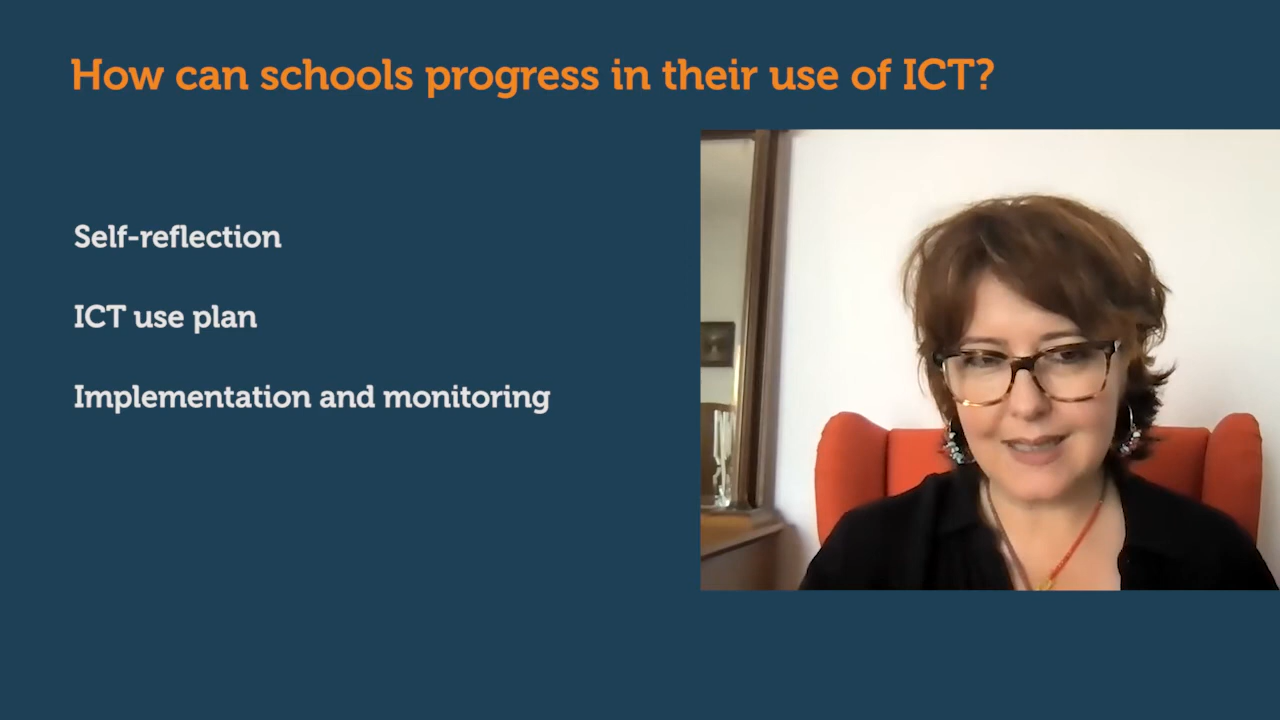 How can schools progress in their use of ICT?
Self-reflection
ICT use plan
Implementation and monitoring